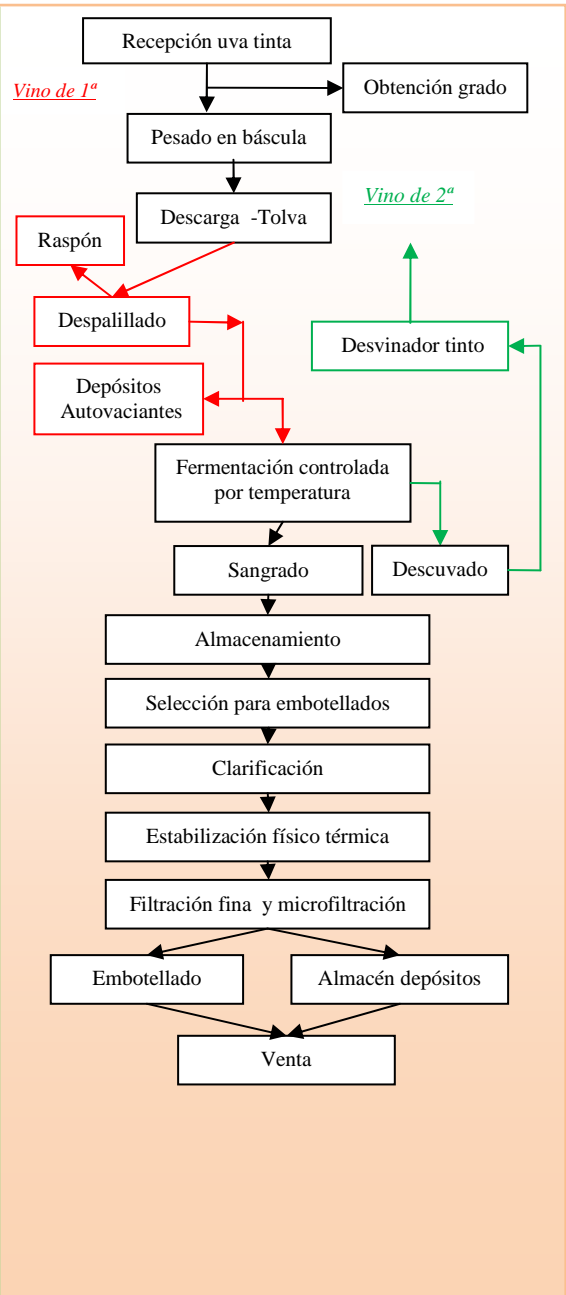 Recepción uva tinta
Vino de 1ª
Obtención grado
Pesado en báscula
Vino de 2ª
Descarga -Tolva
Raspón
Despalillado
Desvinador tinto
Depósitos
Autovaciantes
Fermentación controlada
por temperatura
Sangrado
Descuvado
Almacenamiento
Selección para embotellados
Clarificación
Estabilización físico térmica
Filtración fina y microfiltración
Embotellado
Almacén depósitos
Venta